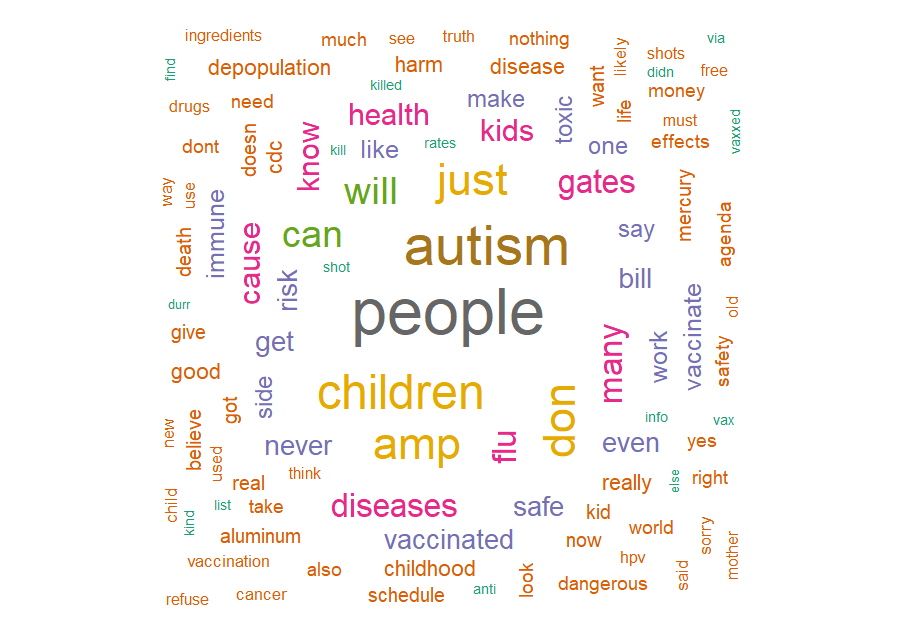 ingredients
much
see
truth
nothing
via
find
depopulation
harm
disease
want
likely
shots
didn
free
killed
drugs
need
health
make
toxic
life
money
kids
must
vaxxed
dont
doesn
cdc
know
kill
like
rates
one
effects
way
use
immune
will
just
gates
mercury
agenda
death
cause
can
autism
say
risk
shot
bill
durr
people
vaccinate
old
give
get
many
work
safety
good
side
children
don
info
vax
new
believe
got
never
amp
flu
even
yes
used
real
think
really
else
right
child
kind
list
take
diseases
safe
kid
world
sorry
mother
aluminum
vaccinated
now
vaccination
also
childhood
look
hpv
said
dangerous
refuse
cancer
schedule
anti